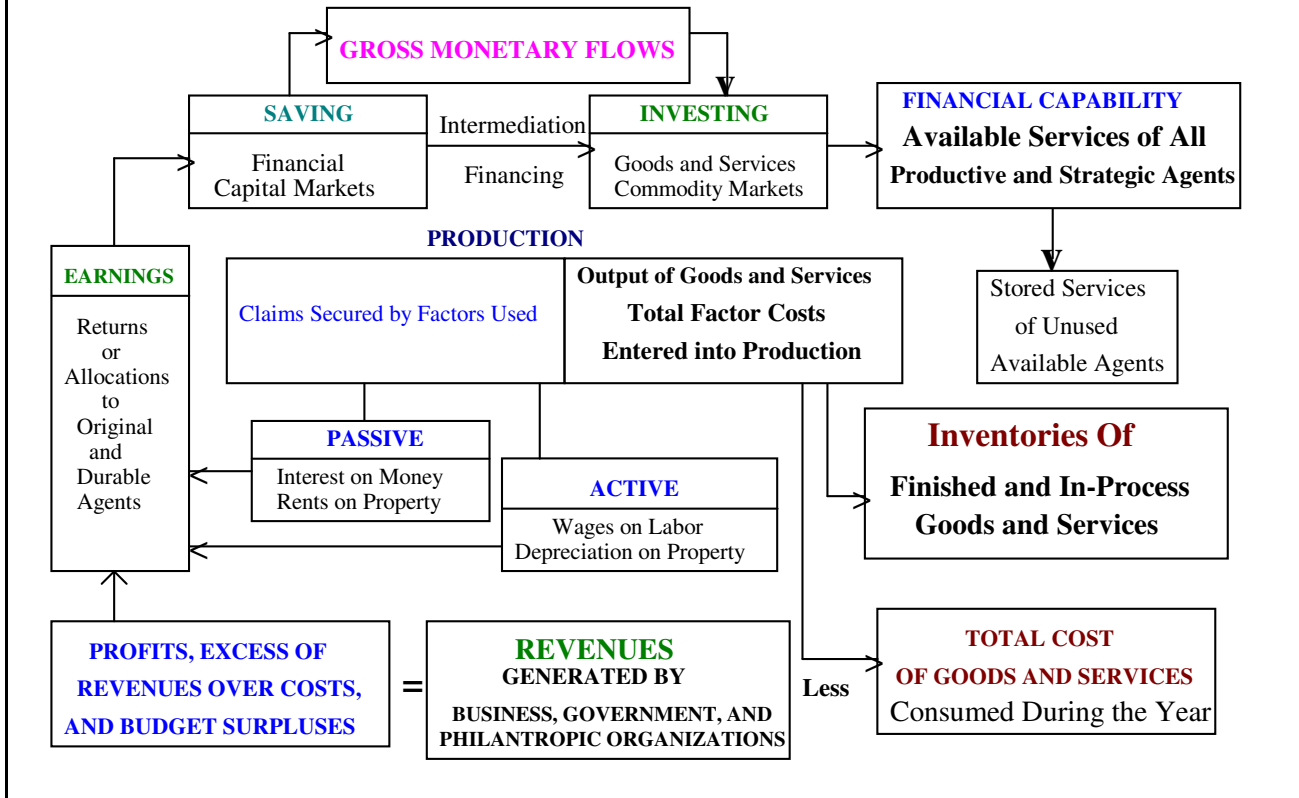 GROSS MONETARY FLOWS
SAVING
Financial
Capital Markets
Intermediation
Financing
INVESTING
Goods and Services
Commodity Markets
FINANCIAL CAPABILITY
Available Services of All
Productive and Strategic Agents
Stored Services
of Unused
Available Agents
EARNINGS
Returns
or
Allocations
to
Original
and
Durable
Agents
PRODUCTION
Claims Secured by Factors Used
Output of Goods and Services
Total Factor Costs
Entered into Production
PASSIVE
Interest on Money
Rents on Property
ACTIVE
Wages on Labor
Depreciation on Property
Inventories Of
Finished and In-Process
Goods and Services
PROFITS, EXCESS OF
REVENUES OVER COSTS,
AND BUDGET SURPLUSES
=
REVENUES
GENERATED BY
BUSINESS, GOVERNMENT, AND
PHILANTROPIC ORGANIZATIONS
Less
TOTAL COST
OF GOODS AND SERVICES
Consumed During the Year